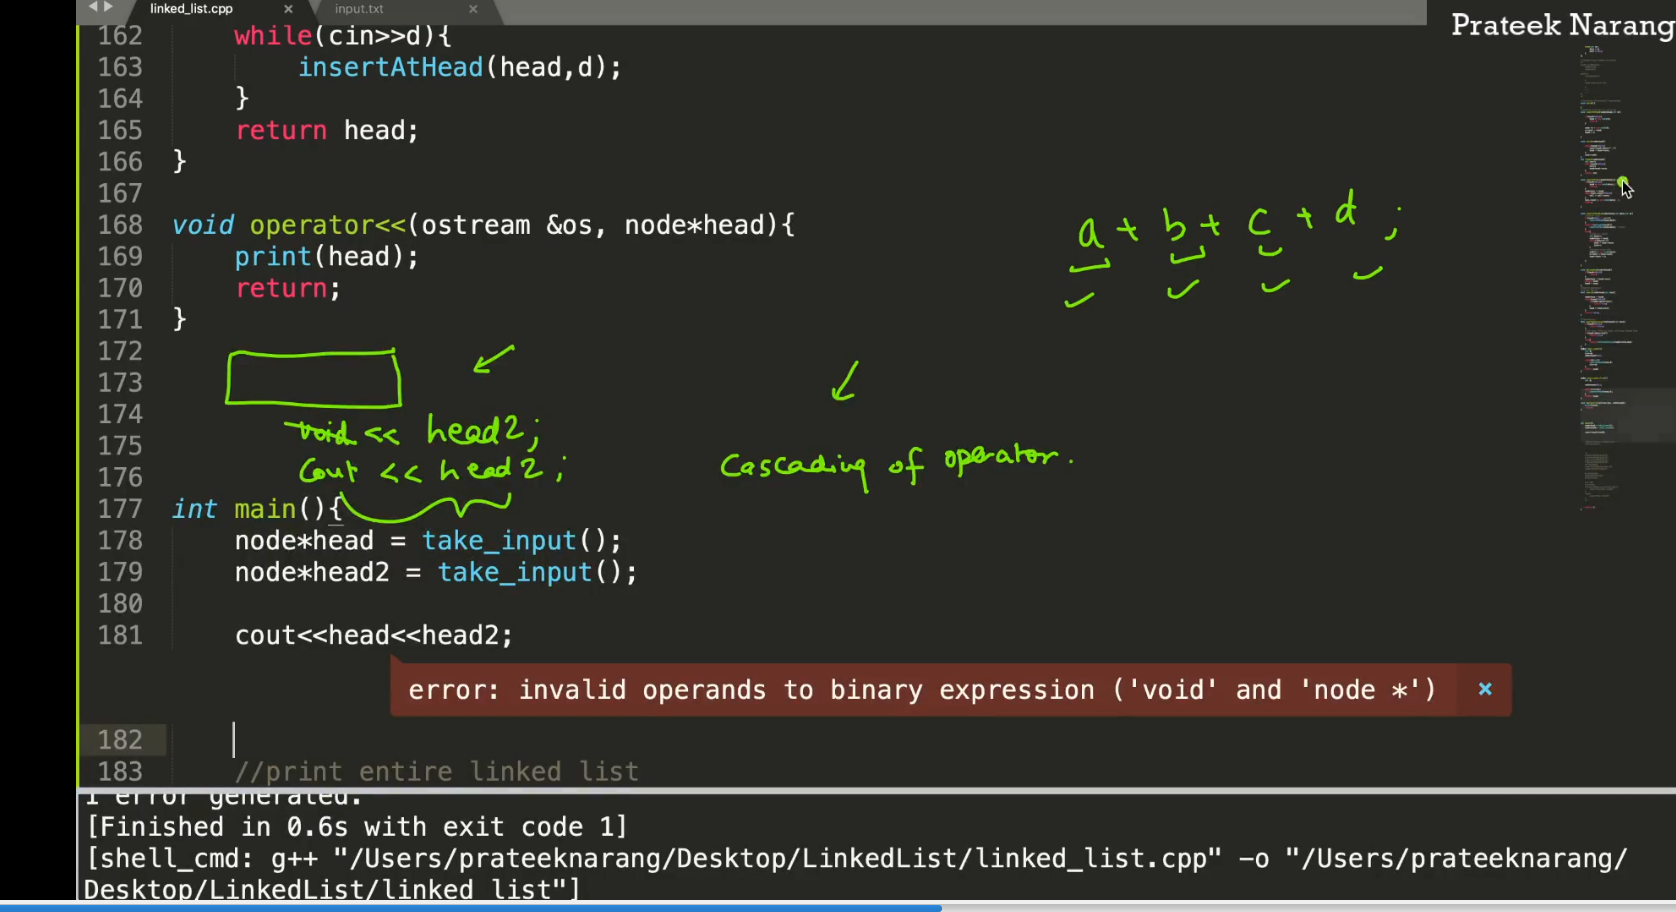 linked_list.cpp × input.txt ×
Prateek Narang
162 while(cin>>d){
163 insertAtHead(head,d);
164 }
165 return head;
166 }
167
168 void operator<<(ostream &os, node*head){
a + b + c + d ;
169 print(head);
170 return;
171 }
172
173
174
void << head2;
175
Cascading of operator.
cout << head2;
176
177 int main(){
178 node*head = take_input();
179 node*head2 = take_input();
180
181 cout<<head<<head2;
error: invalid operands to binary expression ('void' and 'node *') ×
182
183 //print entire linked list
1 error generated.
[Finished in 0.6s with exit code 1]
[shell_cmd: g++ "/Users/prateeknarang/Desktop/LinkedList/linked_list.cpp" -o "/Users/prateeknarang/
Desktop/LinkedList/linked_list"]